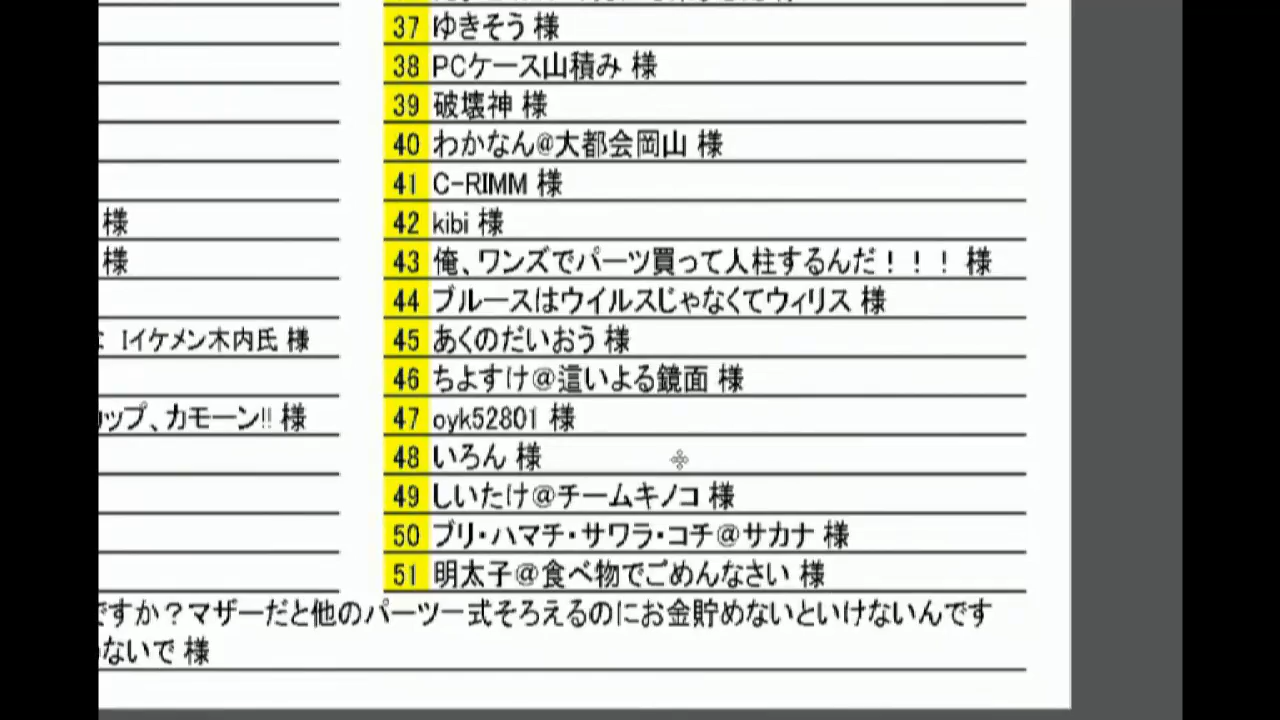 37 ゆきそう 様
38 PCケース山積み 様
39 破壊神 様
40 わかなん@大都会岡山 様
41 C-RIMM 様
様
42 kibi 様
様
43 俺、ワンズでパーツ買って人柱するんだ！！！ 様
44 ブルースはウイルスじゃなくてウィリス 様
イケメン木内氏 様
45 あくのだいおう 様
46 ちよすけ@這いよる鏡面 様
ップ、カモーン!! 様
47 oyk52801 様
48 いろん 様
49 しいたけ@チームキノコ 様
50 ブリ・ハマチ・サワラ・コチ@サカナ 様
51 明太子@食べ物でごめんなさい 様
ですか？マザーだと他のパーツ一式そろえるのにお金貯めないといけないんです
ないで 様